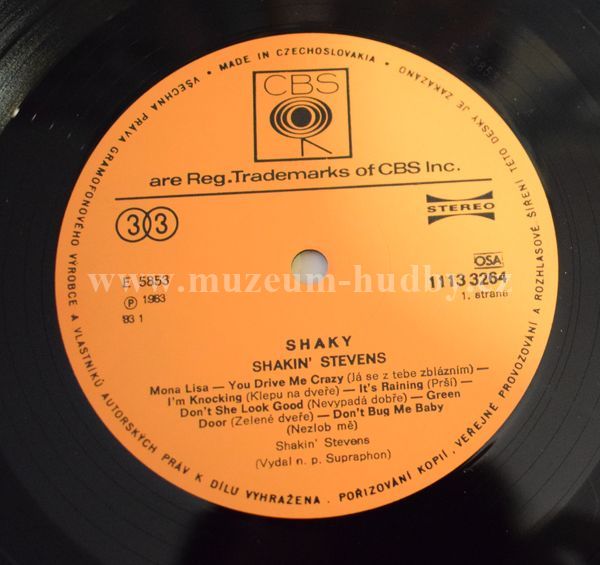 VŠECHNA PRÁVA GRAMOFONOVÉHO VÝROBCE A VLASTNÍKŮ AUTORSKÝCH PRÁV K DÍLU VYHRAŽENA. POŘIZOVÁNÍ KOPIÍ, VEŘEJNÉ PROVOZOVÁNÍ A ROZHLASOVÉ ŠÍŘENÍ TÉTO DESKY JE ZAKÁZÁNO • MADE IN CZECHOSLOVAKIA •
CBS
are Reg.Trademarks of CBS Inc.
33
STEREO
OSA
E 5853
1113 3264
℗ 1983
1. strana
83 1
www.muzeum-hudby.cz
SHAKY
SHAKIN' STEVENS
Mona Lisa — You Drive Me Crazy (Já se z tebe zblázním) —
I'm Knocking (Klepu na dveře) — It's Raining (Prší) —
Don't She Look Good (Nevypadá dobře) — Green
Door (Zelené dveře) — Don't Bug Me Baby
(Nezlob mě)
Shakin' Stevens
(Vydal n. p. Supraphon)